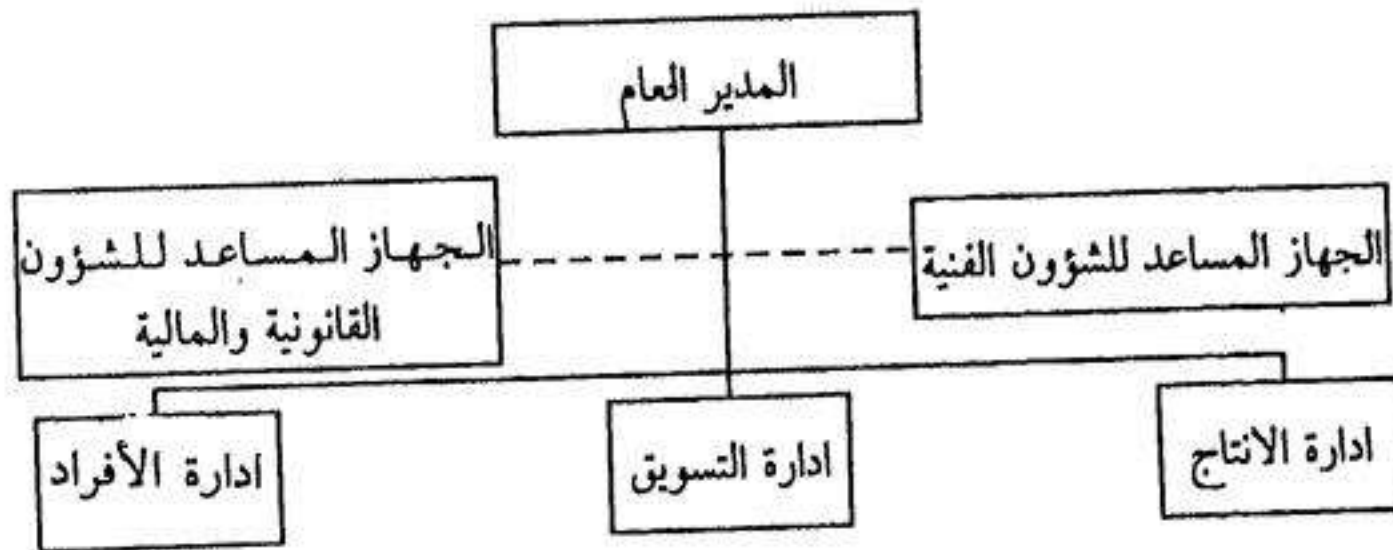 المدير العام
الجهاز المساعد للشؤون الفنية
الجهاز المساعد للشؤون
القانونية والمالية
ادارة الانتاج
ادارة التسويق
ادارة الأفراد